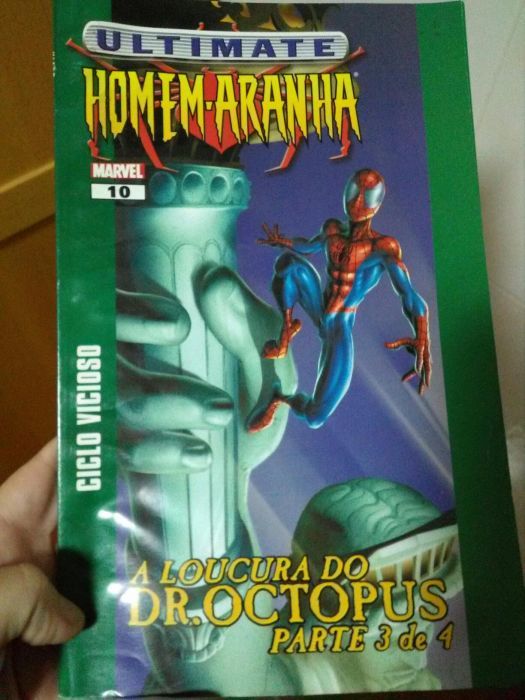 ULTIMATE
HOMEM-ARANHA
MARVEL
10
CICLO VICIOSO
A LOUCURA DO
DR. OCTOPUS
PARTE 3 de 4